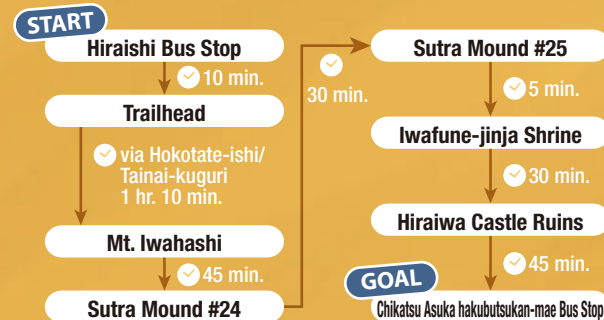 START
Hiraishi Bus Stop
10 min.
Trailhead
via Hokotate-ishi/
Tainai-kuguri
1 hr. 10 min.
Mt. Iwahashi
45 min.
Sutra Mound #24
30 min.
Sutra Mound #25
5 min.
Iwafune-jinja Shrine
30 min.
Hiraiwa Castle Ruins
45 min.
GOAL
Chikatsu Asuka hakubutsukan-mae Bus Stop